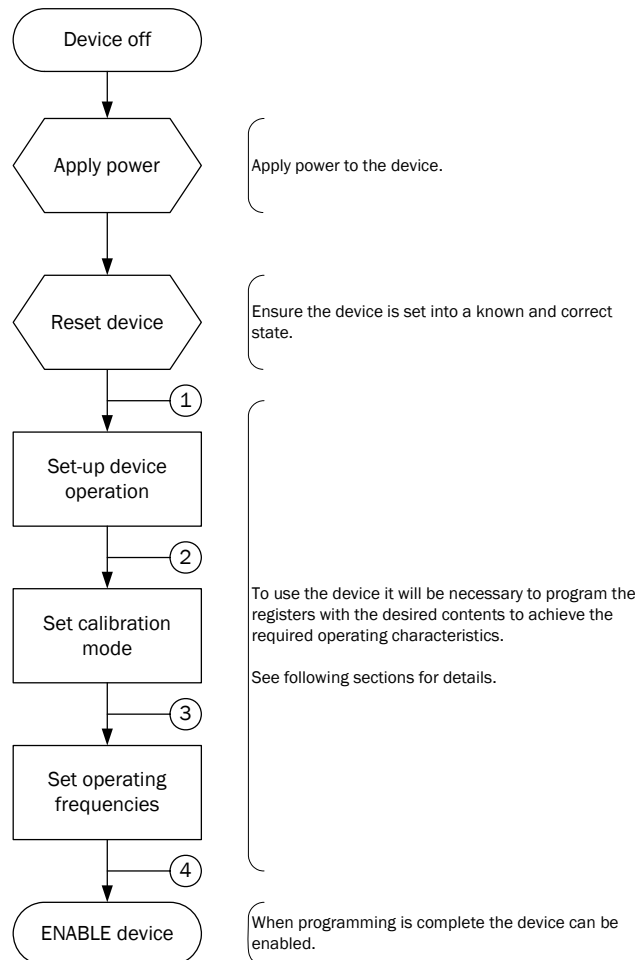 Device off
Apply power
Apply power to the device.
Reset device
Ensure the device is set into a known and correct
state.
1
Set-up device
operation
2
Set calibration
mode
To use the device it will be necessary to program the
registers with the desired contents to achieve the
required operating characteristics.
See following sections for details.
3
Set operating
frequencies
4
ENABLE device
When programming is complete the device can be
enabled.